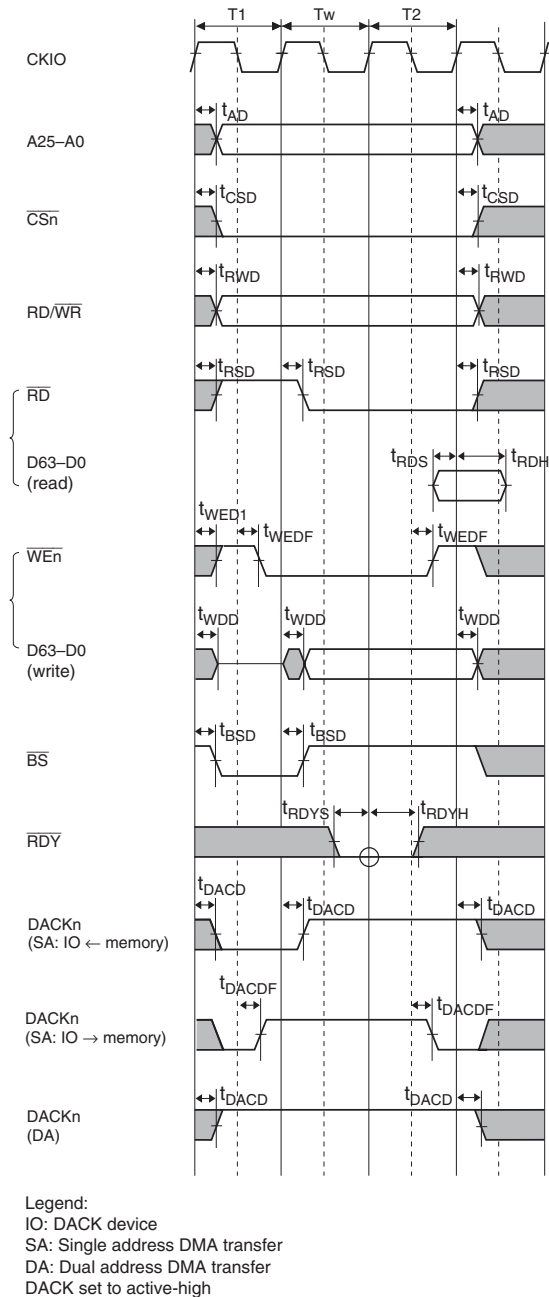 T1 Tw T2
CKIO
tAD tAD
A25–A0
tCSD tCSD
CSn
tRWD tRWD
RD/WR
tRSD tRSD tRSD
RD
D63–D0
(read)
tRDS tRDH
tWED1 tWEDF tWEDF
WEn
tWDD tWDD tWDD
D63–D0
(write)
tBSD tBSD
BS
tRDYS tRDYH
RDY
tDACD tDACD tDACD
DACKn
(SA: IO ← memory)
tDACDF tDACDF
DACKn
(SA: IO → memory)
tDACD tDACD
DACKn
(DA)
Legend:
IO: DACK device
SA: Single address DMA transfer
DA: Dual address DMA transfer
DACK set to active-high